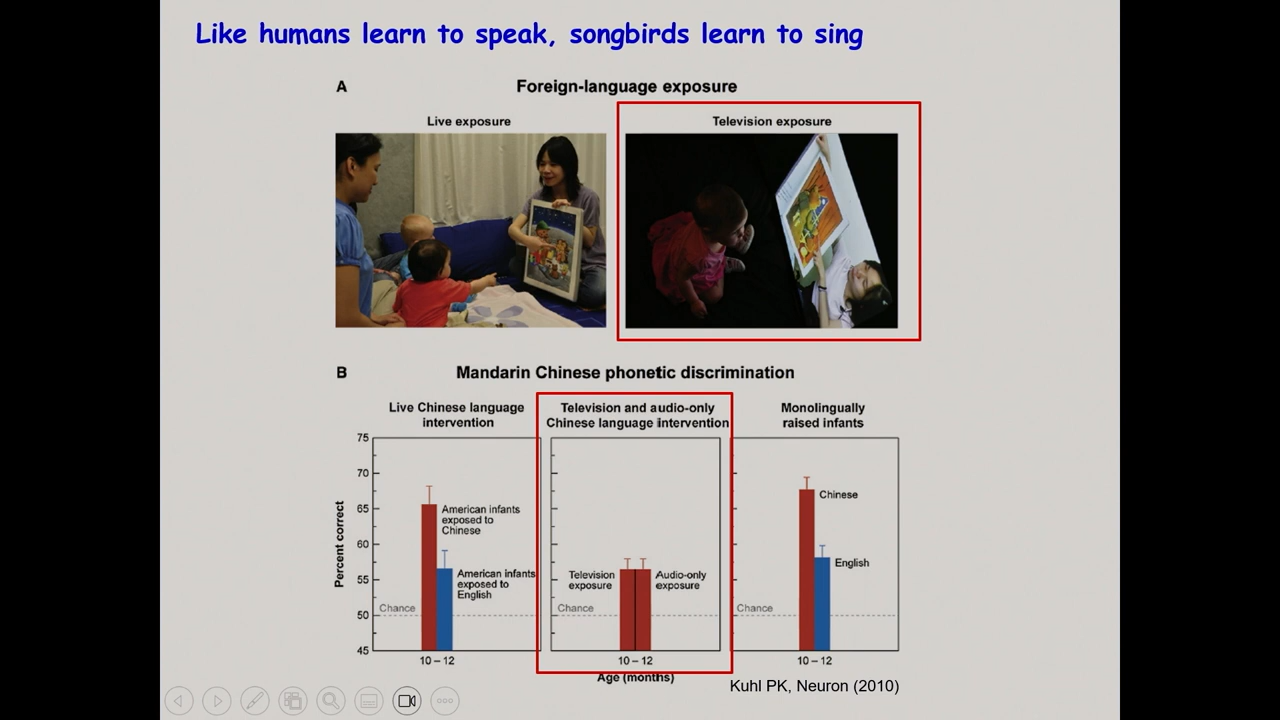 Like humans learn to speak, songbirds learn to sing
A
Foreign-language exposure
Live exposure
Television exposure
B
Mandarin Chinese phonetic discrimination
Live Chinese language
intervention
Television and audio-only
Chinese language intervention
Monolingually
raised infants
Percent correct
75
70
65
60
55
50
45
American infants
exposed to
Chinese
American infants
exposed to
English
Chance
10 – 12
Television
exposure
Audio-only
exposure
Chance
10 – 12
Chinese
English
Chance
10 – 12
Age (months)
Kuhl PK, Neuron (2010)